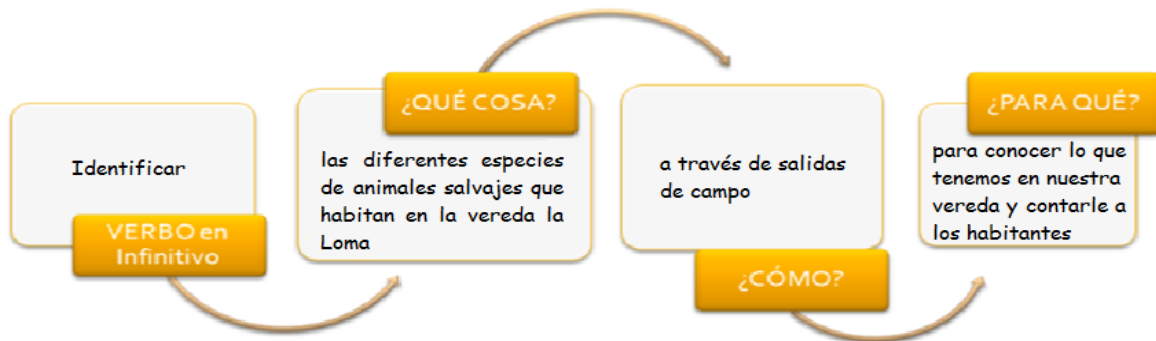 Identificar
VERBO en
Infinitivo
¿QUÉ COSA?
las diferentes especies
de animales salvajes que
habitan en la vereda la
Loma
a través de salidas
de campo
¿CÓMO?
¿PARA QUÉ?
para conocer lo que
tenemos en nuestra
vereda y contarle a
los habitantes